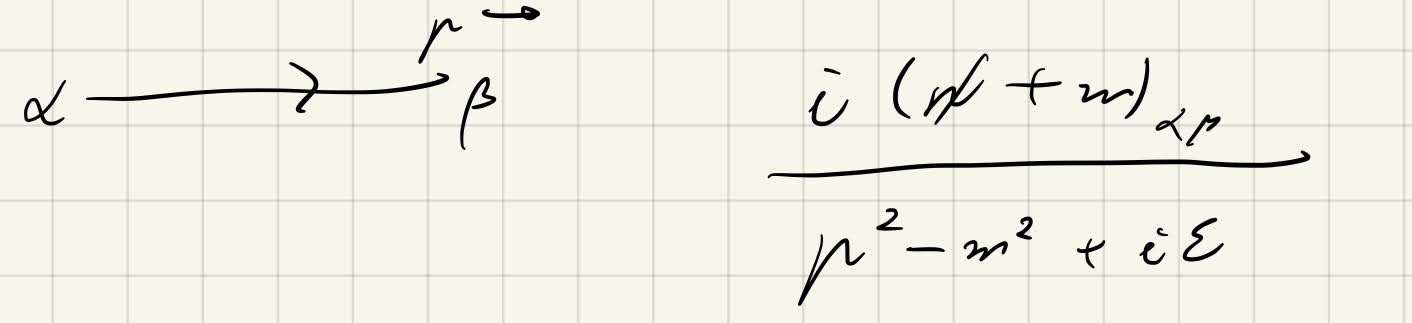 p →
α β
i (p̸ + m)αβ
p² − m² + iε